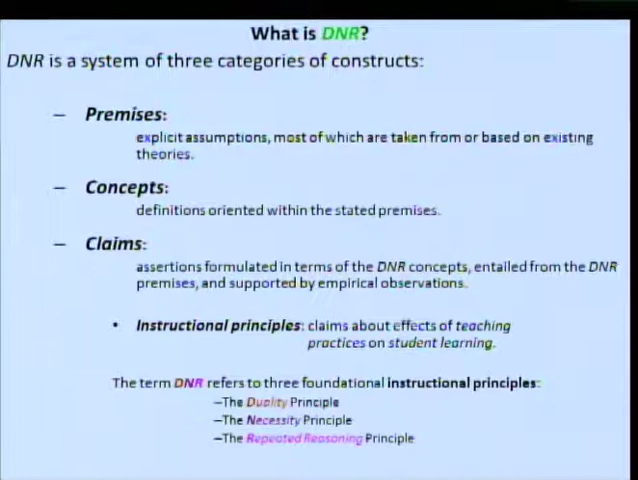 What is DNR?
DNR is a system of three categories of constructs:
– Premises:
explicit assumptions, most of which are taken from or based on existing
theories.
– Concepts:
definitions oriented within the stated premises.
– Claims:
assertions formulated in terms of the DNR concepts, entailed from the DNR
premises, and supported by empirical observations.
• Instructional principles: claims about effects of teaching
practices on student learning.
The term DNR refers to three foundational instructional principles:
–The Duality Principle
–The Necessity Principle
–The Repeated Reasoning Principle